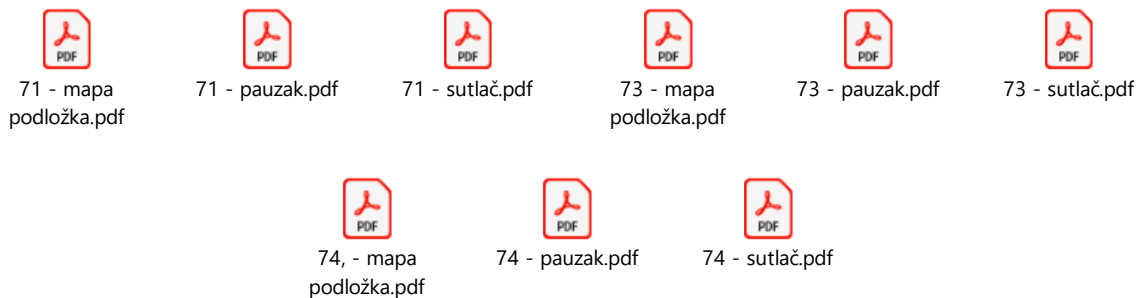 PDF PDF PDF PDF PDF PDF
71 - mapa podložka.pdf
71 - pauzak.pdf
71 - sutlač.pdf
73 - mapa podložka.pdf
73 - pauzak.pdf
73 - sutlač.pdf
PDF PDF PDF
74, - mapa podložka.pdf
74 - pauzak.pdf
74 - sutlač.pdf